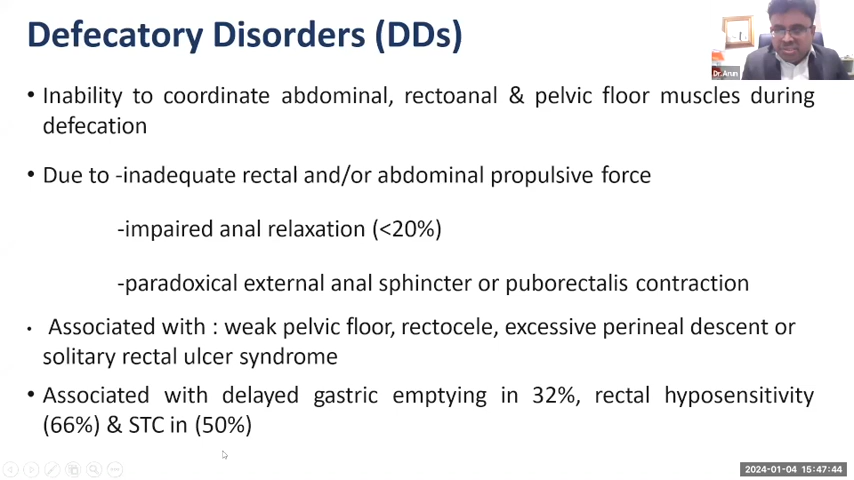 Defecatory Disorders (DDs)
Dr.Arun
• Inability to coordinate abdominal, rectoanal & pelvic floor muscles during
defecation
• Due to -inadequate rectal and/or abdominal propulsive force
-impaired anal relaxation (<20%)
-paradoxical external anal sphincter or puborectalis contraction
• Associated with : weak pelvic floor, rectocele, excessive perineal descent or
solitary rectal ulcer syndrome
• Associated with delayed gastric emptying in 32%, rectal hyposensitivity
(66%) & STC in (50%)
2024-01-04 15:47:44